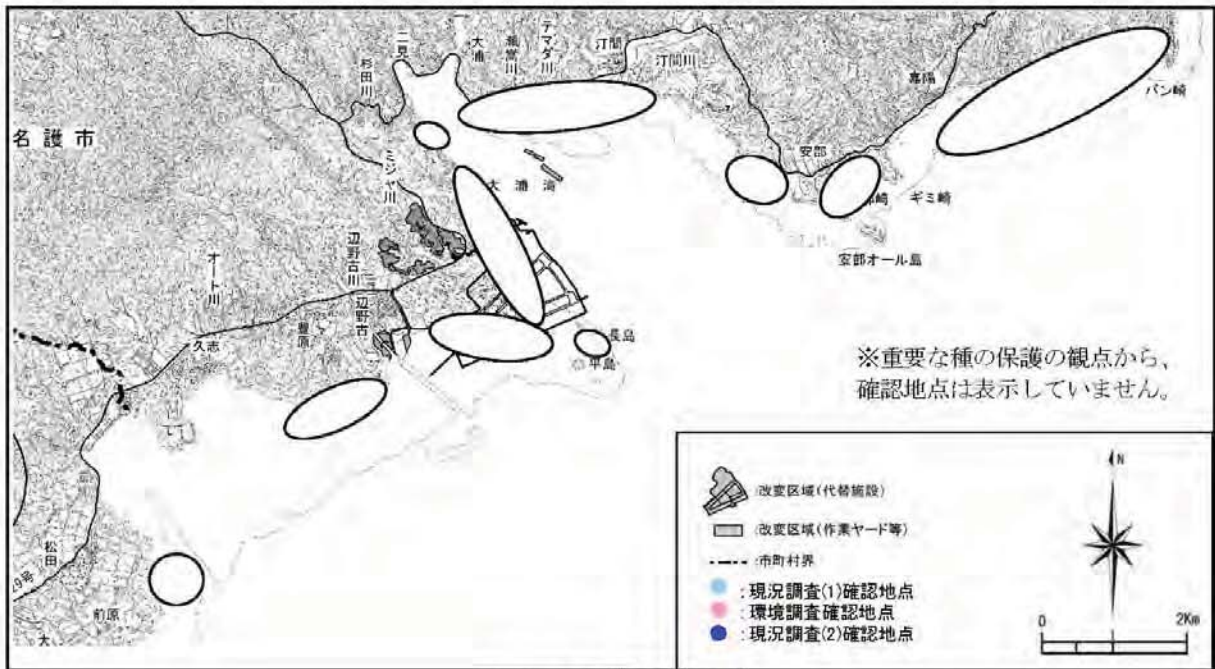 名護市
二見
杉田川
大浦
テマダ川
汀間
汀間川
嘉陽
バン崎
安部
ギミ崎
安部オール島
大浦湾
ミジャ川
辺野古川
辺野古
豊原
オート川
久志
長島
平島
松田
前原
29号
大
※重要な種の保護の観点から、
確認地点は表示していません。
:改変区域(代替施設)
:改変区域(作業ヤード等)
:市町村界
:現況調査(1)確認地点
:環境調査確認地点
:現況調査(2)確認地点
N
0 2Km